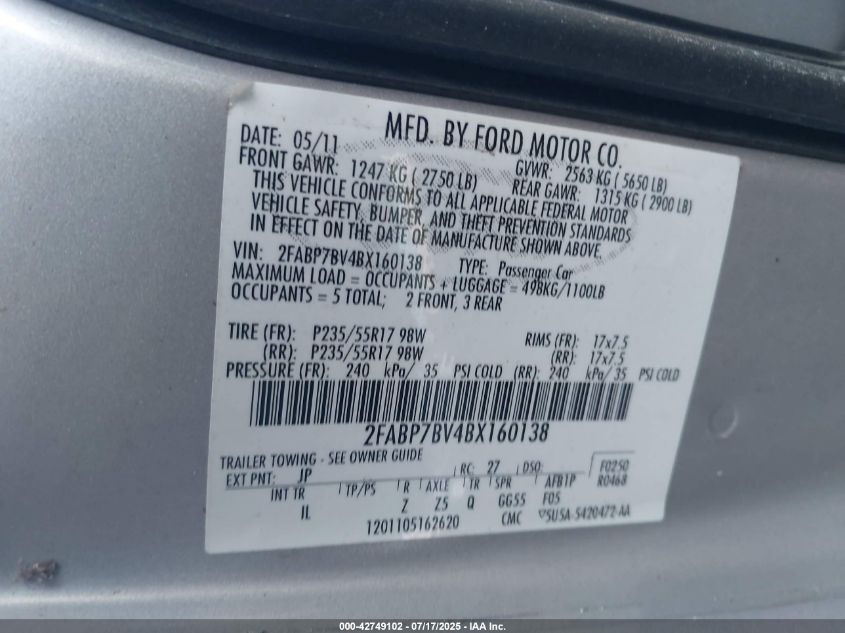 MFD. BY FORD MOTOR CO.
DATE: 05/11 GVWR: 2563 KG ( 5650 LB)
FRONT GAWR: 1247 KG ( 2750 LB) REAR GAWR: 1315 KG ( 2900 LB)
THIS VEHICLE CONFORMS TO ALL APPLICABLE FEDERAL MOTOR
VEHICLE SAFETY, BUMPER, AND THEFT PREVENTION STANDARDS
IN EFFECT ON THE DATE OF MANUFACTURE SHOWN ABOVE.
VIN: 2FABP7BV4BX160138 TYPE: Passenger Car
MAXIMUM LOAD = OCCUPANTS + LUGGAGE = 498KG/1100LB
OCCUPANTS = 5 TOTAL; 2 FRONT, 3 REAR
TIRE (FR): P235/55R17 98W RIMS (FR): 17x7.5
(RR): P235/55R17 98W (RR): 17x7.5
PRESSURE (FR): 240 kPa/ 35 PSI COLD (RR): 240 kPa/ 35 PSI COLD
2FABP7BV4BX160138
TRAILER TOWING - SEE OWNER GUIDE
EXT PNT: JP RC: 27 DSO: F0250
R0468
INT TR TP/PS R AXLE TR SPR AFB1P
IL Z Z5 Q GG55 F05
1201105162620 CMC 5U5A-5420472-AA
000-42749102 - 07/17/2025 - IAA Inc.